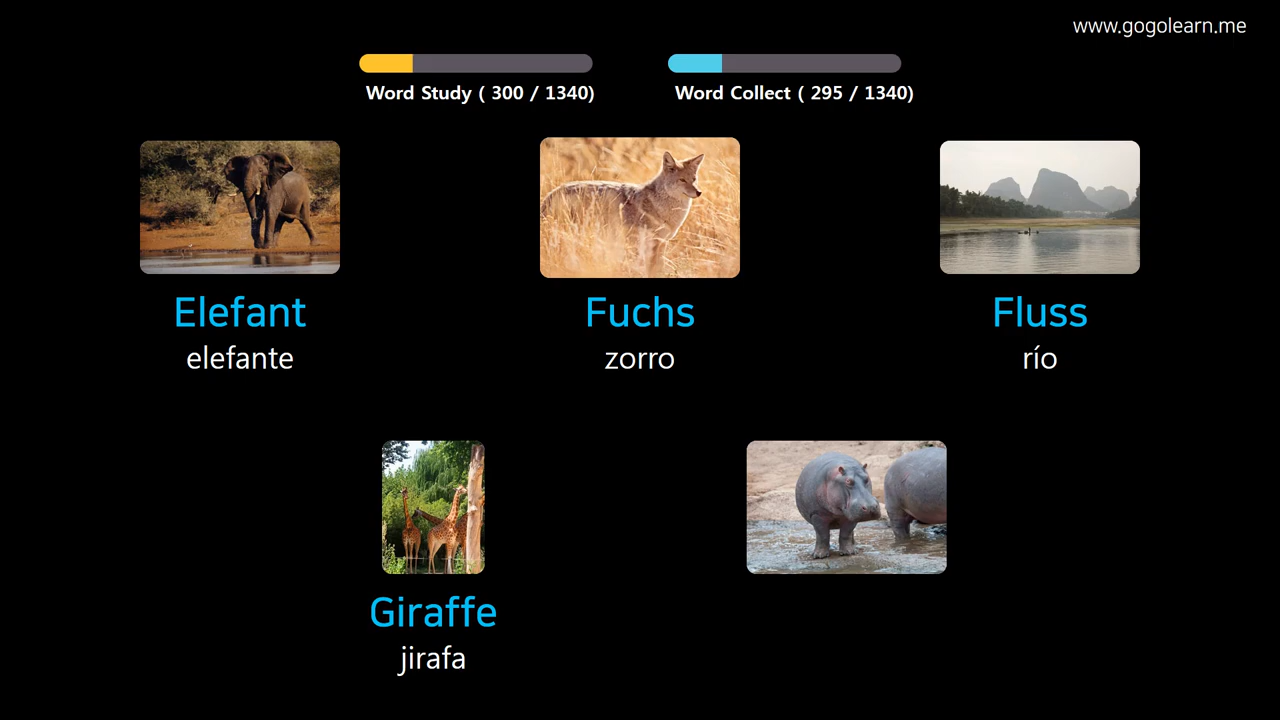 www.gogolearn.me
Word Study ( 300 / 1340)
Word Collect ( 295 / 1340)
Elefant
elefante
Fuchs
zorro
Fluss
río
Giraffe
jirafa